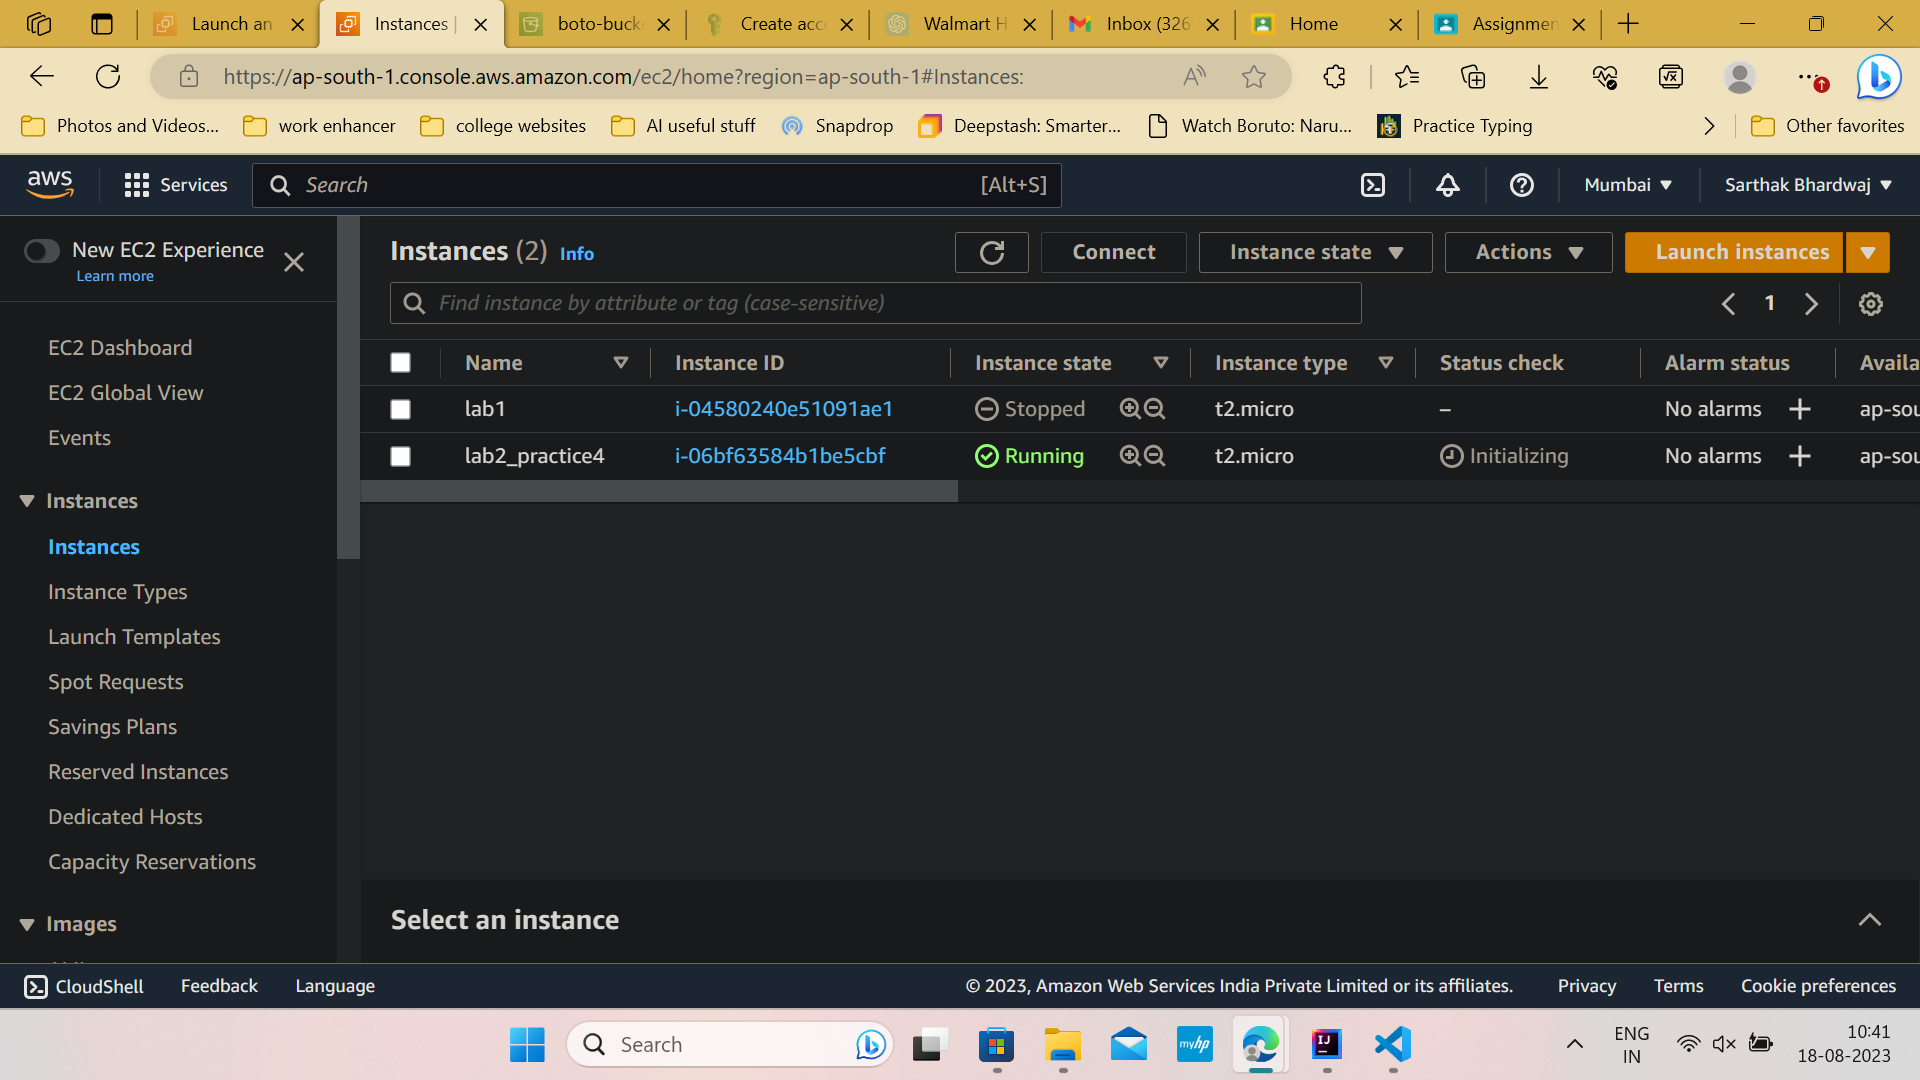 Launch an
Instances |
boto-buck
Create acc
Walmart H
Inbox (326
Home
Assignmen
https://ap-south-1.console.aws.amazon.com/ec2/home?region=ap-south-1#Instances:
Photos and Videos...
work enhancer
college websites
AI useful stuff
Snapdrop
Deepstash: Smarter...
Watch Boruto: Naru...
Practice Typing
Other favorites
aws
Services
Search
[Alt+S]
Mumbai
Sarthak Bhardwaj
New EC2 Experience
Learn more
EC2 Dashboard
EC2 Global View
Events
Instances
Instances
Instance Types
Launch Templates
Spot Requests
Savings Plans
Reserved Instances
Dedicated Hosts
Capacity Reservations
Images
Instances (2) Info
Connect
Instance state
Actions
Launch instances
Find instance by attribute or tag (case-sensitive)
1
Name Instance ID Instance state Instance type Status check Alarm status Availa
lab1 i-04580240e51091ae1 Stopped t2.micro – No alarms ap-sou
lab2_practice4 i-06bf63584b1be5cbf Running t2.micro Initializing No alarms ap-sou
Select an instance
CloudShell Feedback Language © 2023, Amazon Web Services India Private Limited or its affiliates. Privacy Terms Cookie preferences
Search
myhp
IJ
ENG
IN
10:41
18-08-2023